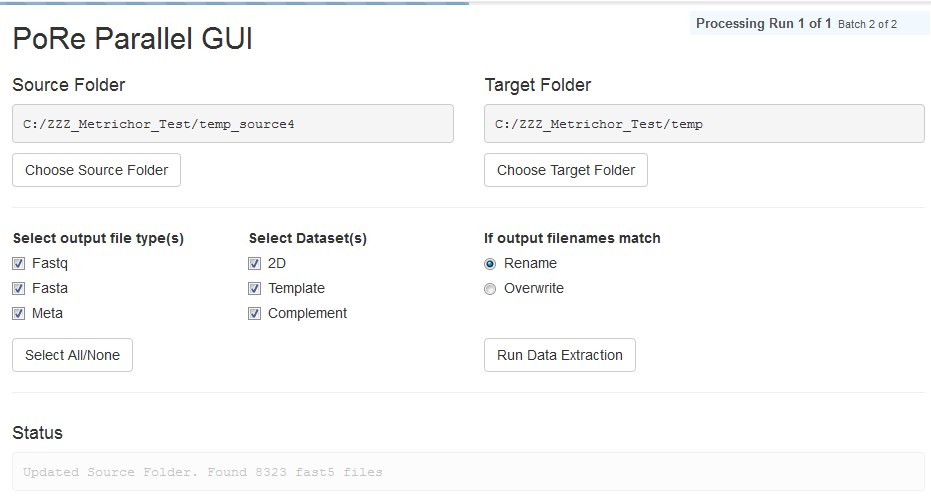 Processing Run 1 of 1 Batch 2 of 2
PoRe Parallel GUI
Source Folder
Target Folder
C:/ZZZ_Metrichor_Test/temp_source4
C:/ZZZ_Metrichor_Test/temp
Choose Source Folder
Choose Target Folder
Select output file type(s)
Select Dataset(s)
If output filenames match
Fastq
2D
Rename
Fasta
Template
Overwrite
Meta
Complement
Select All/None
Run Data Extraction
Status
Updated Source Folder. Found 8323 fast5 files